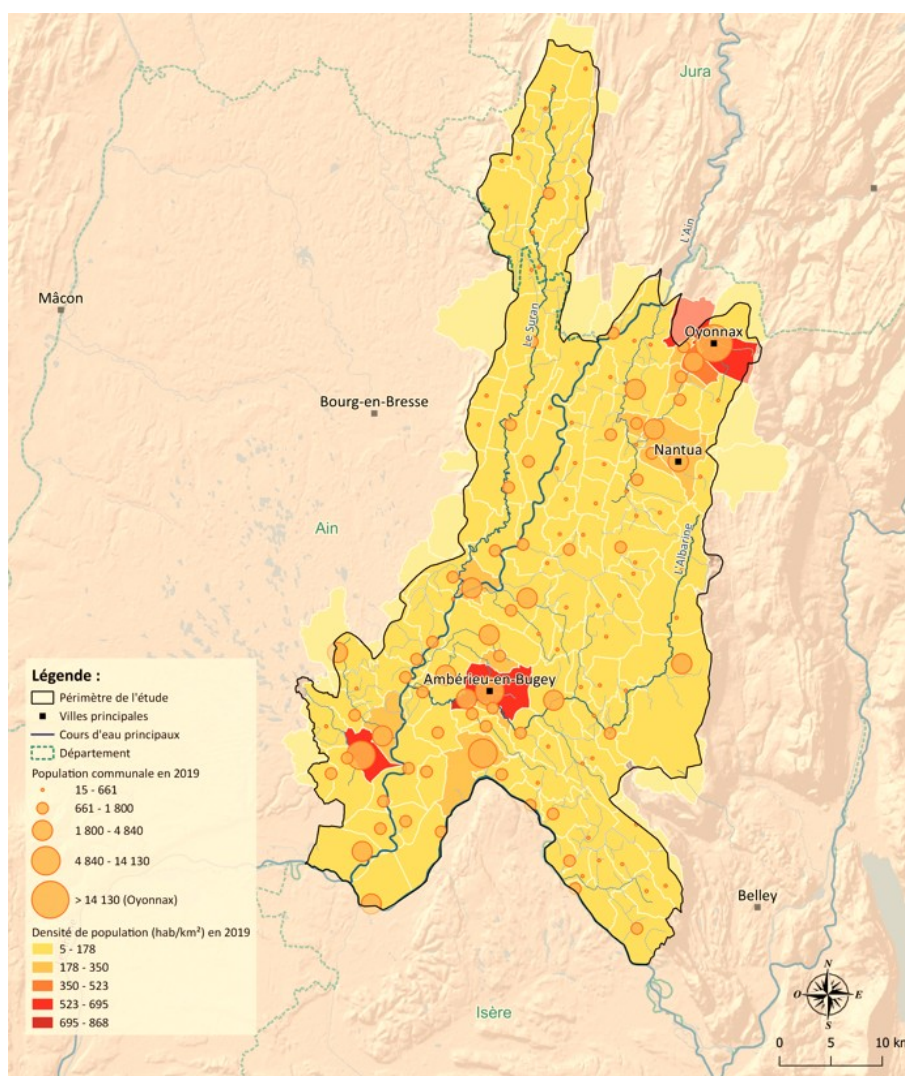 Jura
L'Ain
Mâcon
Oyonnax
Le Suran
Bourg-en-Bresse
Nantua
Ain
L'Albarine
Ambérieu-en-Bugey
Légende :
Périmètre de l'étude
Villes principales
Cours d'eau principaux
Département
Population communale en 2019
15 - 661
661 - 1 800
1 800 - 4 840
4 840 - 14 130
> 14 130 (Oyonnax)
Densité de population (hab/km²) en 2019
5 - 178
178 - 350
350 - 523
523 - 695
695 - 868
Belley
Isère
N
O E
S
0 5 10 km